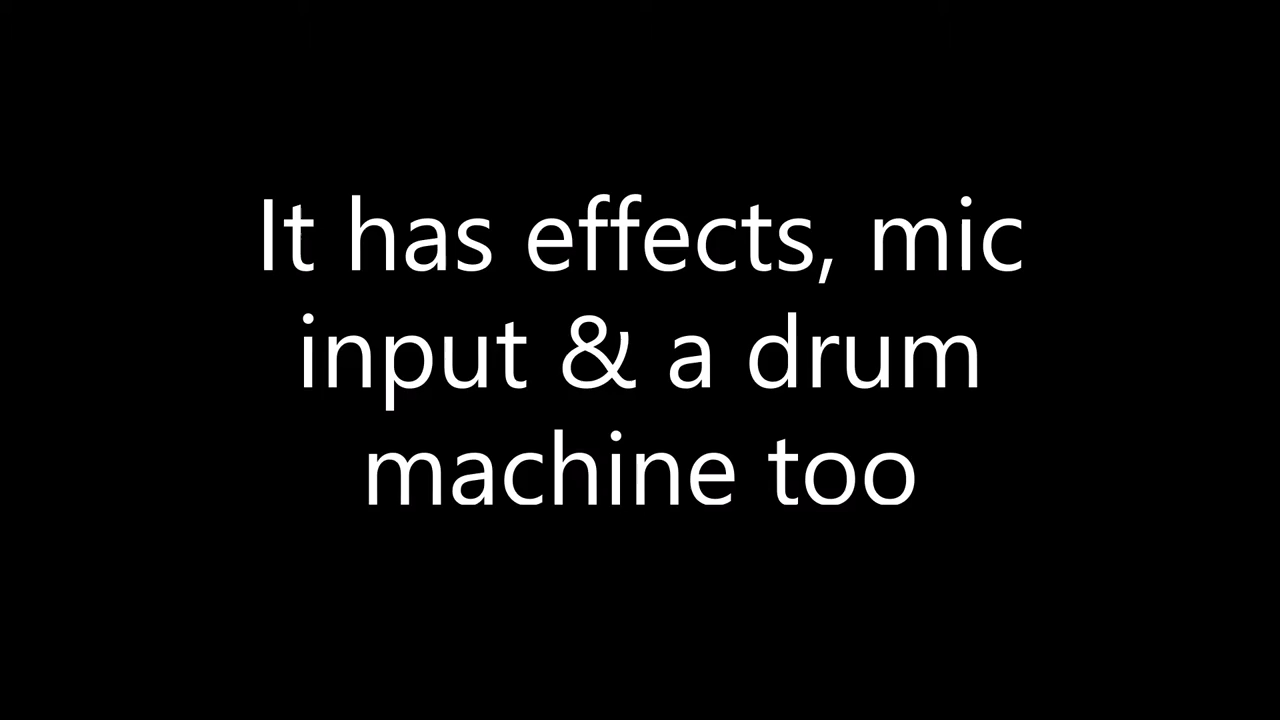 It has effects, mic
input & a drum
machine too